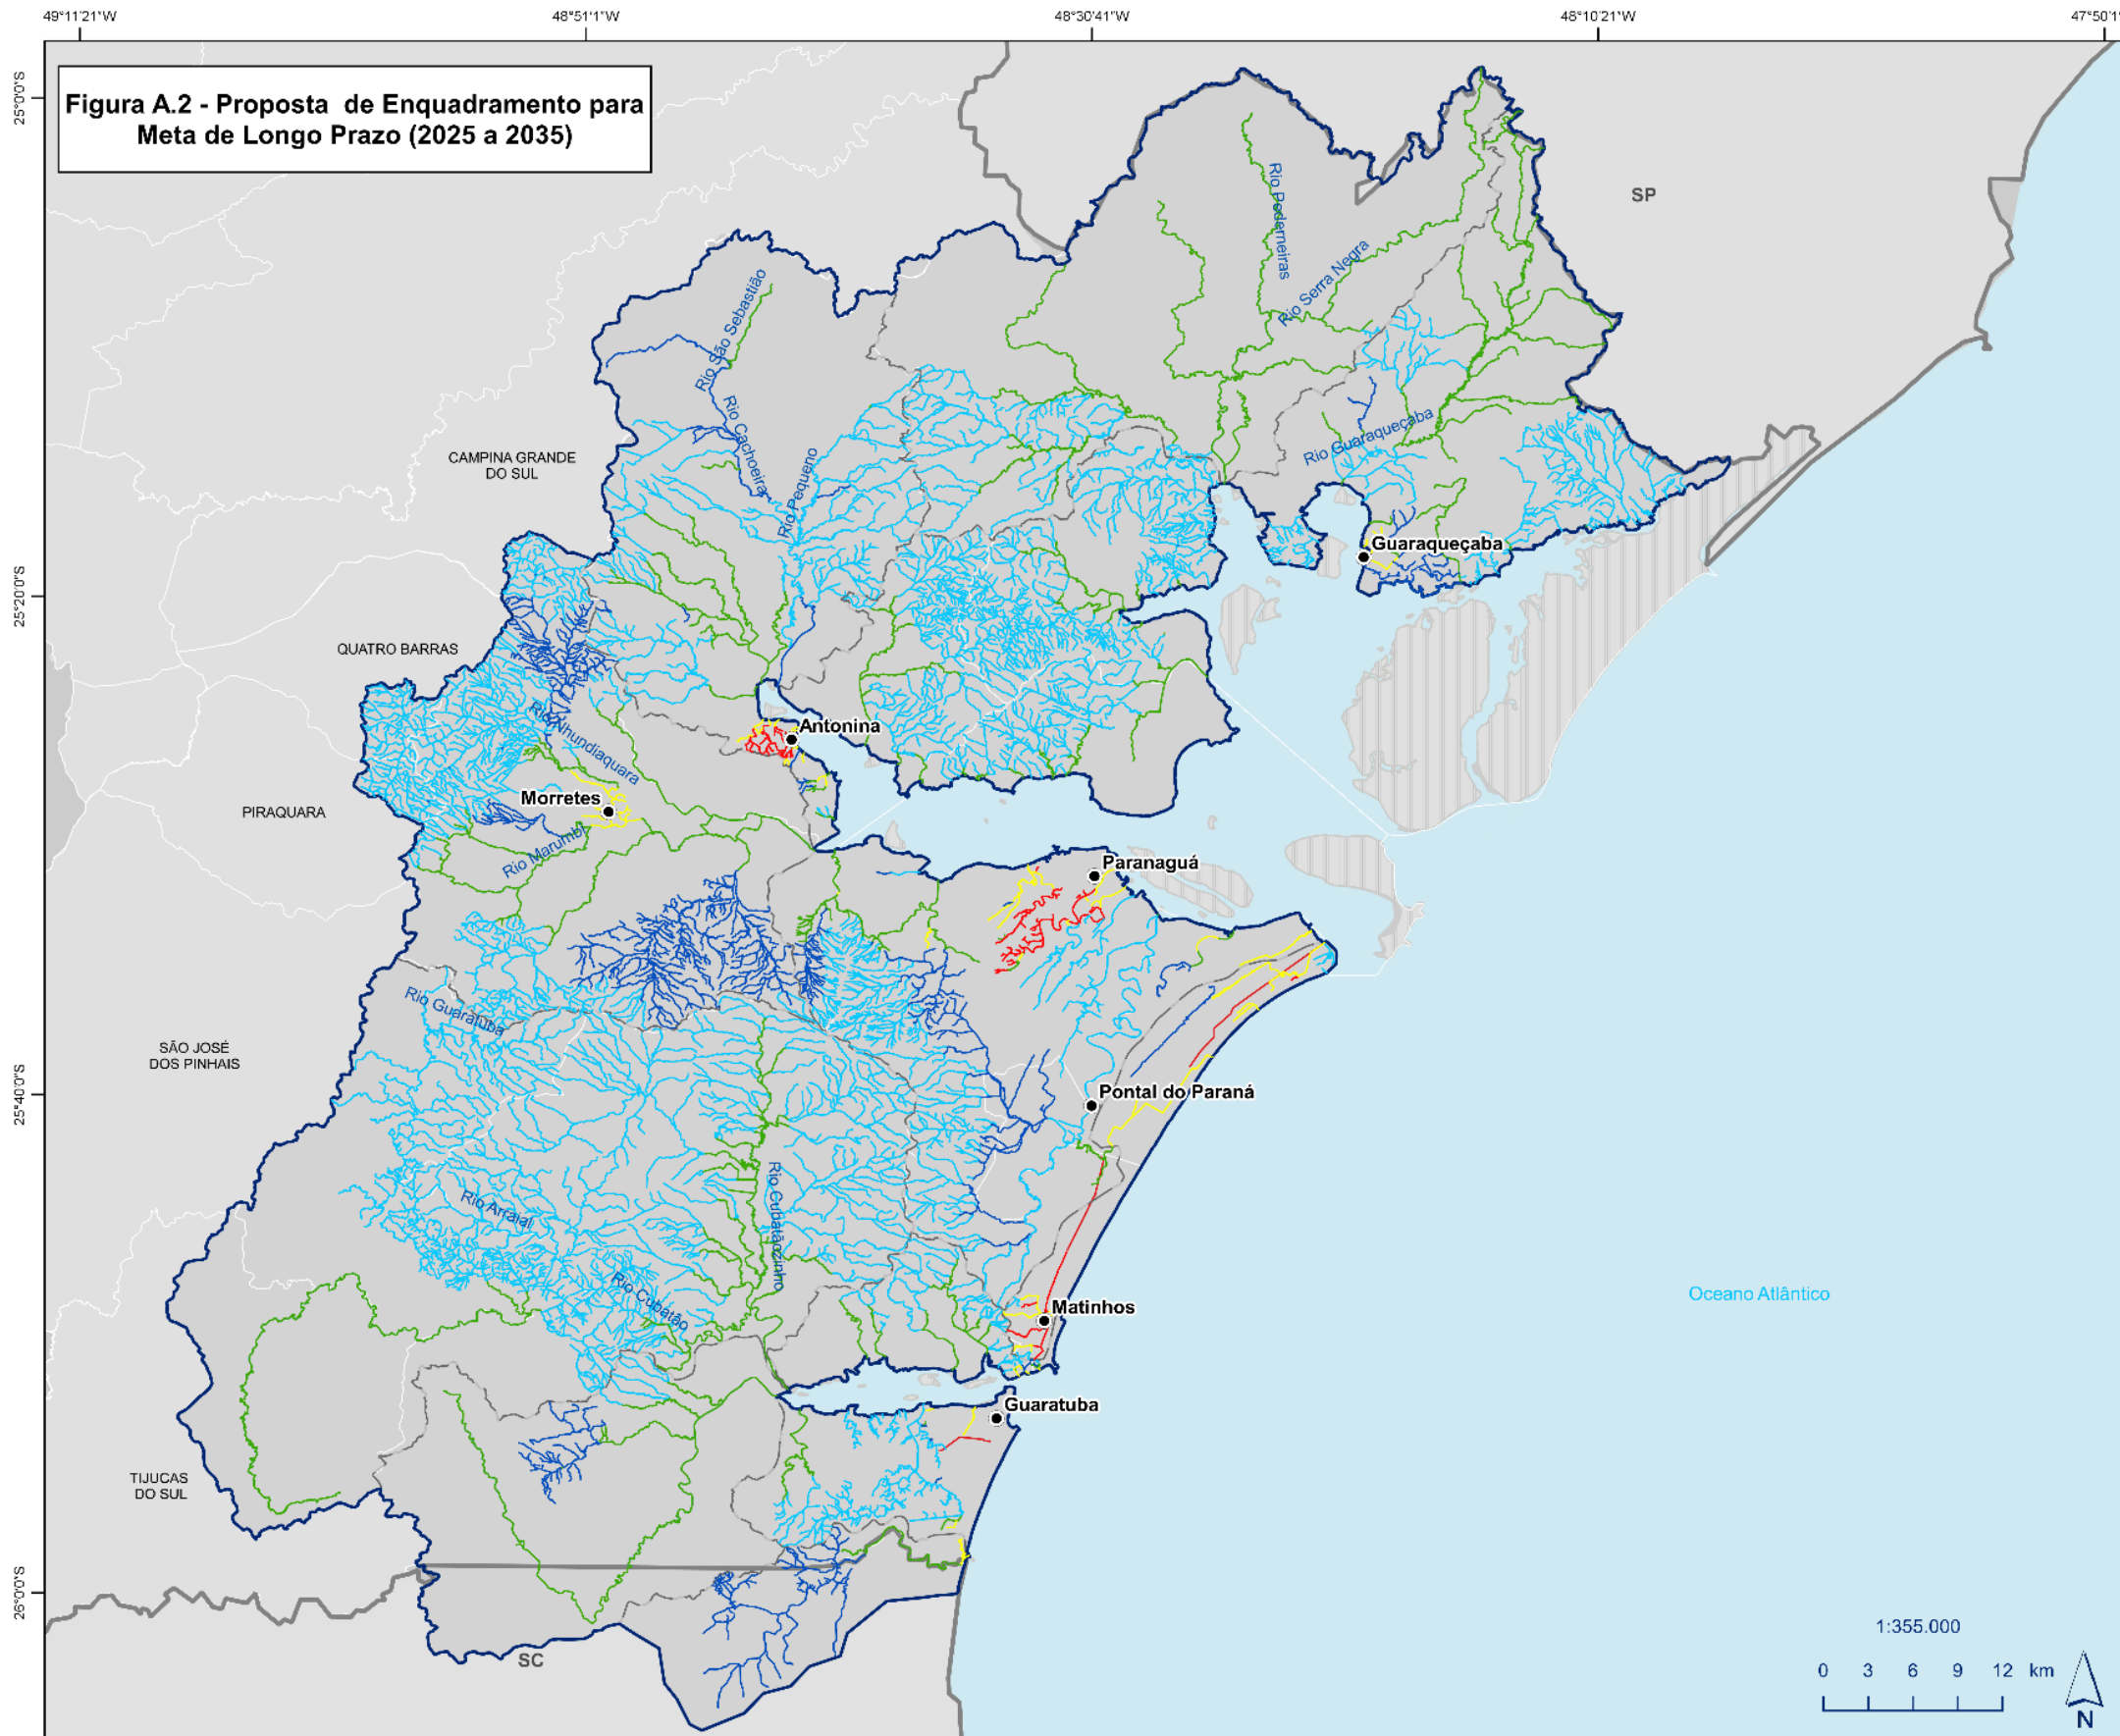 49°11'21"W
48°51'1"W
48°30'41"W
48°10'21"W
47°50'1"
25°0'0"S
25°20'0"S
25°40'0"S
26°0'0"S
Figura A.2 - Proposta de Enquadramento para
Meta de Longo Prazo (2025 a 2035)
SP
Rio Pederneiras
Rio Serra Negra
Rio São Sebastião
Rio Cachoeira
Rio Pequeno
Rio Guaraqueçaba
CAMPINA GRANDE
DO SUL
Guaraqueçaba
QUATRO BARRAS
Rio Nhundiaquara
Antonina
Morretes
PIRAQUARA
Rio Marumbi
Paranaguá
Rio Guaratuba
SÃO JOSÉ
DOS PINHAIS
Pontal do Paraná
Rio Arraial
Rio Cubatãozinho
Rio Cubatão
Matinhos
Oceano Atlântico
Guaratuba
TIJUCAS
DO SUL
SC
1:355.000
0 3 6 9 12 km
N